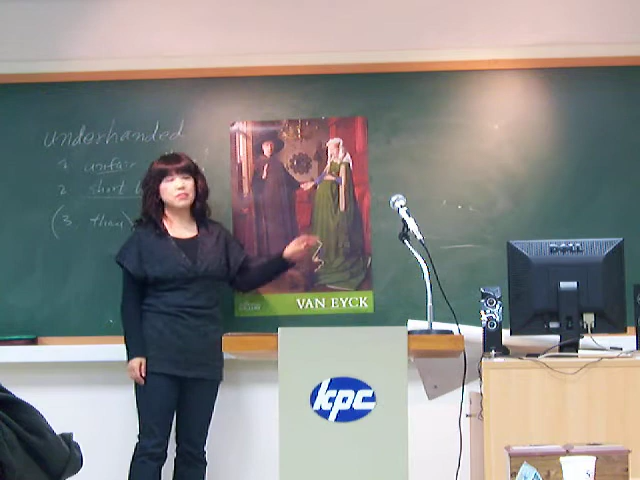 underhanded
1. unfair
2. short
(3.
VAN EYCK
kpc
DELL